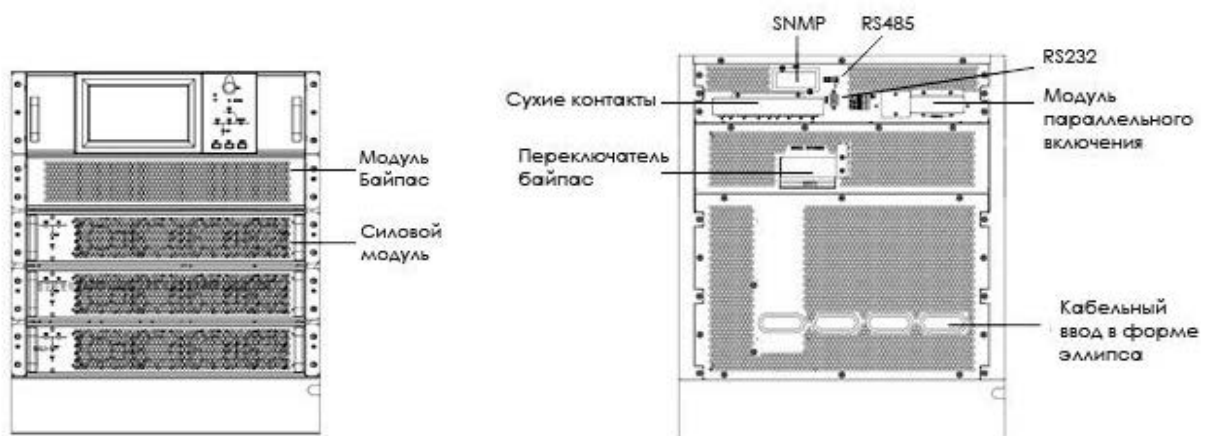 Модуль
Байпас
Силовой
модуль
SNMP
RS485
RS232
Сухие контакты
Модуль
параллельного
включения
Переключатель
байпас
Кабельный
ввод в форме
эллипса